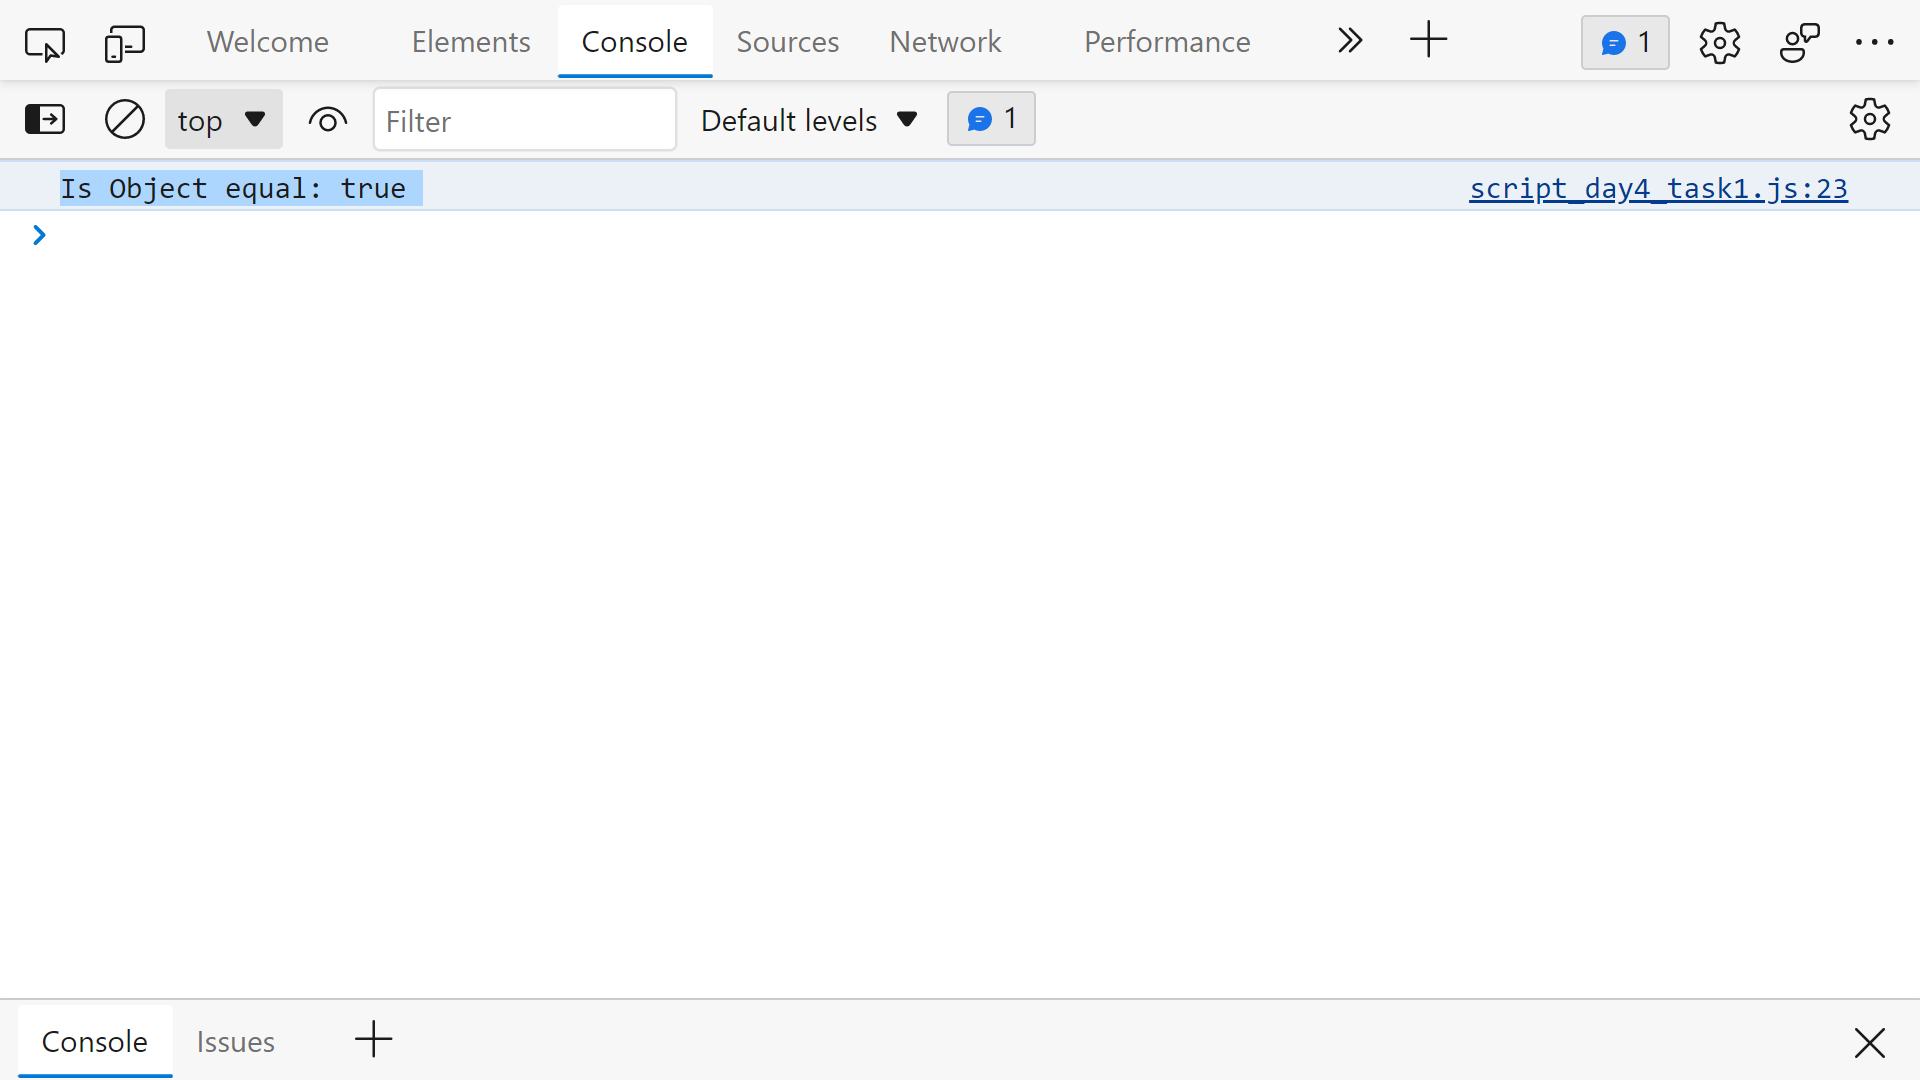 Welcome Elements Console Sources Network Performance 1
top Filter Default levels 1
Is Object equal: true script_day4_task1.js:23
Console Issues